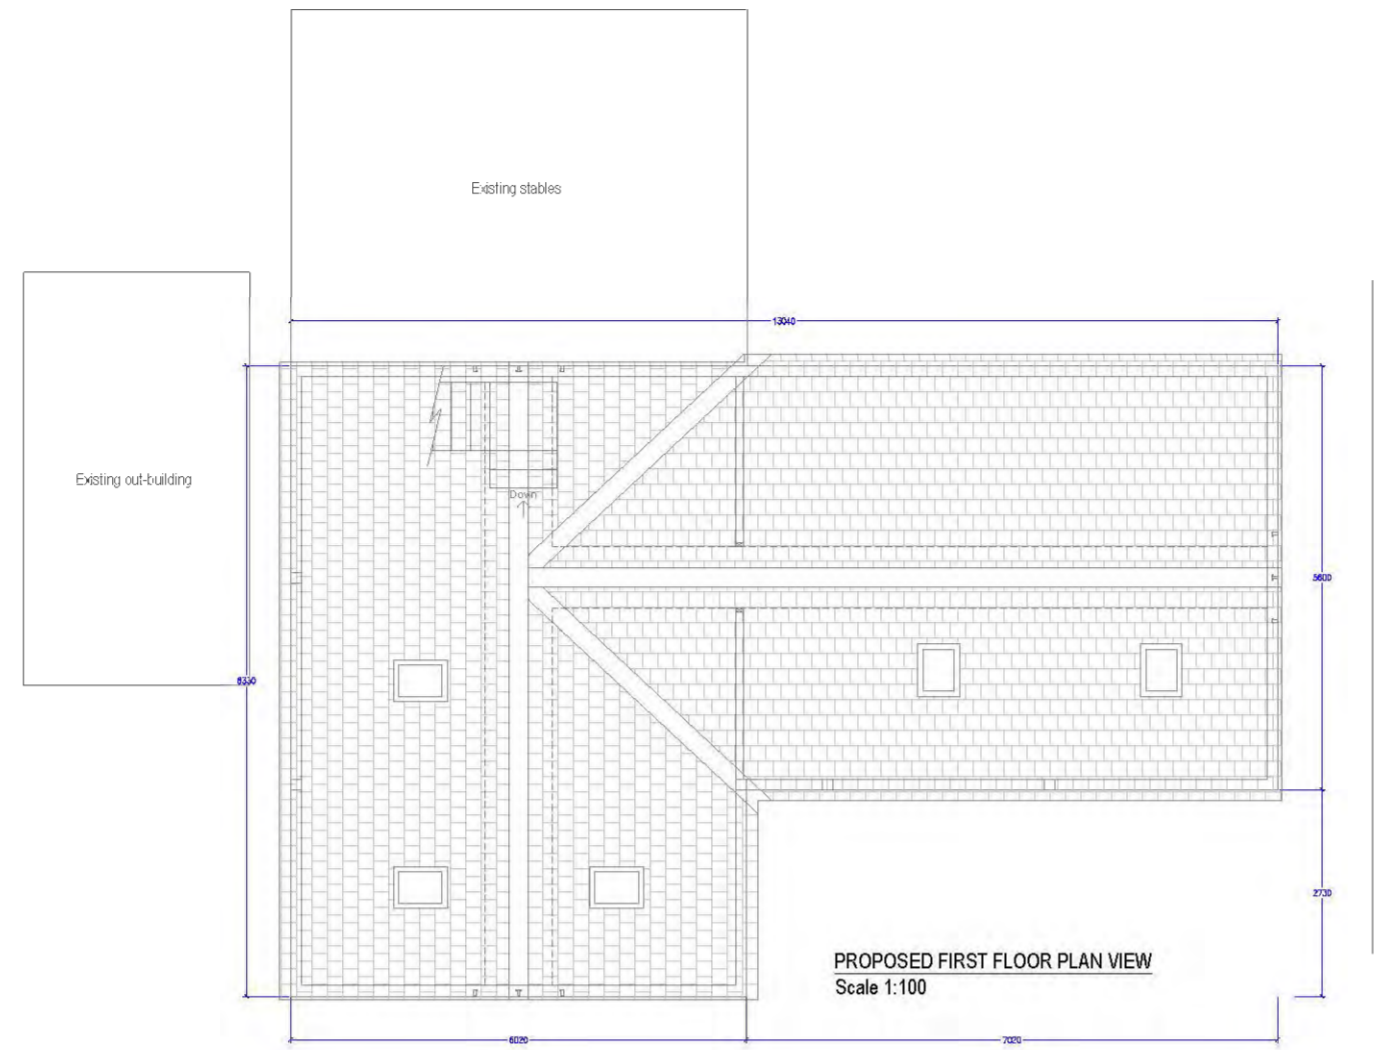 Existing stables
13040
Existing out-building
Down
5600
8330
2730
PROPOSED FIRST FLOOR PLAN VIEW
Scale 1:100
6020
7020